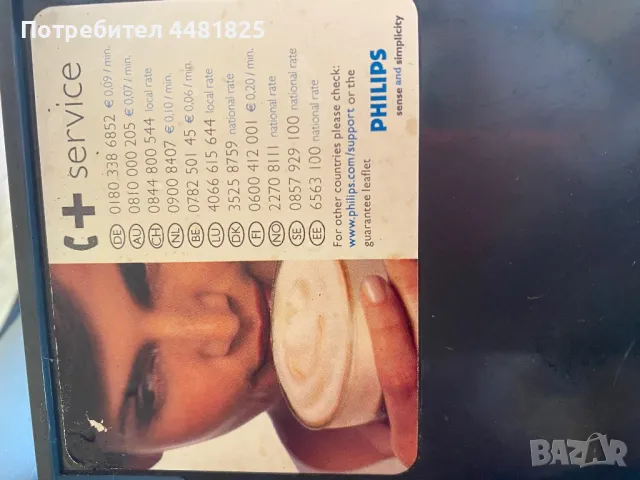 Потребител 4481825
C+ service
DE 0180 338 6852 € 0,09 / min.
AU 0810 000 205 € 0,07 / min.
CH 0844 800 544 local rate
NL 0900 8407 € 0,10 / min.
BE 0782 501 45 € 0,06 / min.
LU 4066 615 644 local rate
DK 3525 8759 national rate
FI 0600 412 001 € 0,20 / min.
NO 2270 8111 national rate
SE 0857 929 100 national rate
EE 6563 100 national rate
For other countries please check:
www.philips.com/support or the
guarantee leaflet
PHILIPS
sense and simplicity
BAZAR